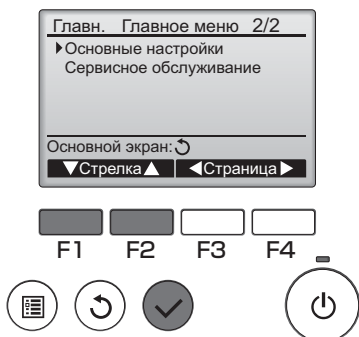 Главн. Главное меню 2/2
Основные настройки
Сервисное обслуживание
Основной экран:
▼Стрелка▲ ◀Страница▶
F1 F2 F3 F4